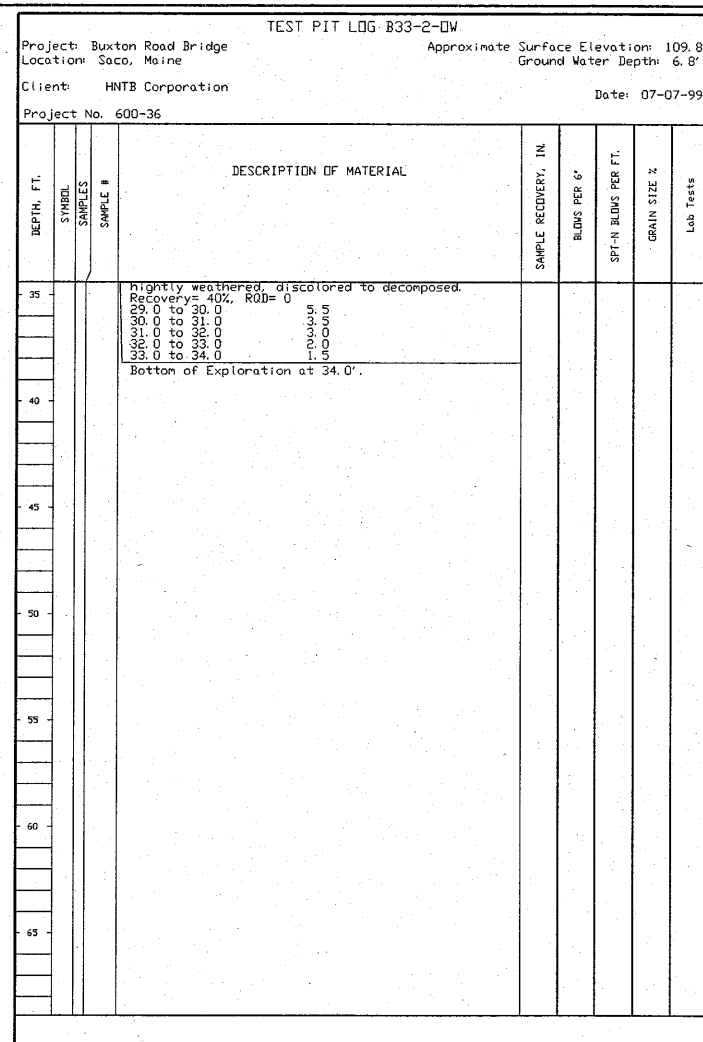 TEST PIT LOG B33-2-OW
Project: Buxton Road Bridge
Approximate Surface Elevation: 109.8
Location: Saco, Maine
Ground Water Depth: 6.8'
Client: HNTB Corporation
Date: 07-07-99
Project No. 600-36
DEPTH, FT.
SYMBOL
SAMPLES
SAMPLE #
DESCRIPTION OF MATERIAL
SAMPLE RECOVERY, IN.
BLOWS PER 6"
SPT-N BLOWS PER FT.
GRAIN SIZE %
Lab Tests
hightly weathered, discolored to decomposed.
35
Recovery= 40%, RQD= 0
29.0 to 30.0 5.5
30.0 to 31.0 3.5
31.0 to 32.0 3.0
32.0 to 33.0 2.0
33.0 to 34.0 1.5
Bottom of Exploration at 34.0'.
40
45
50
55
60
65